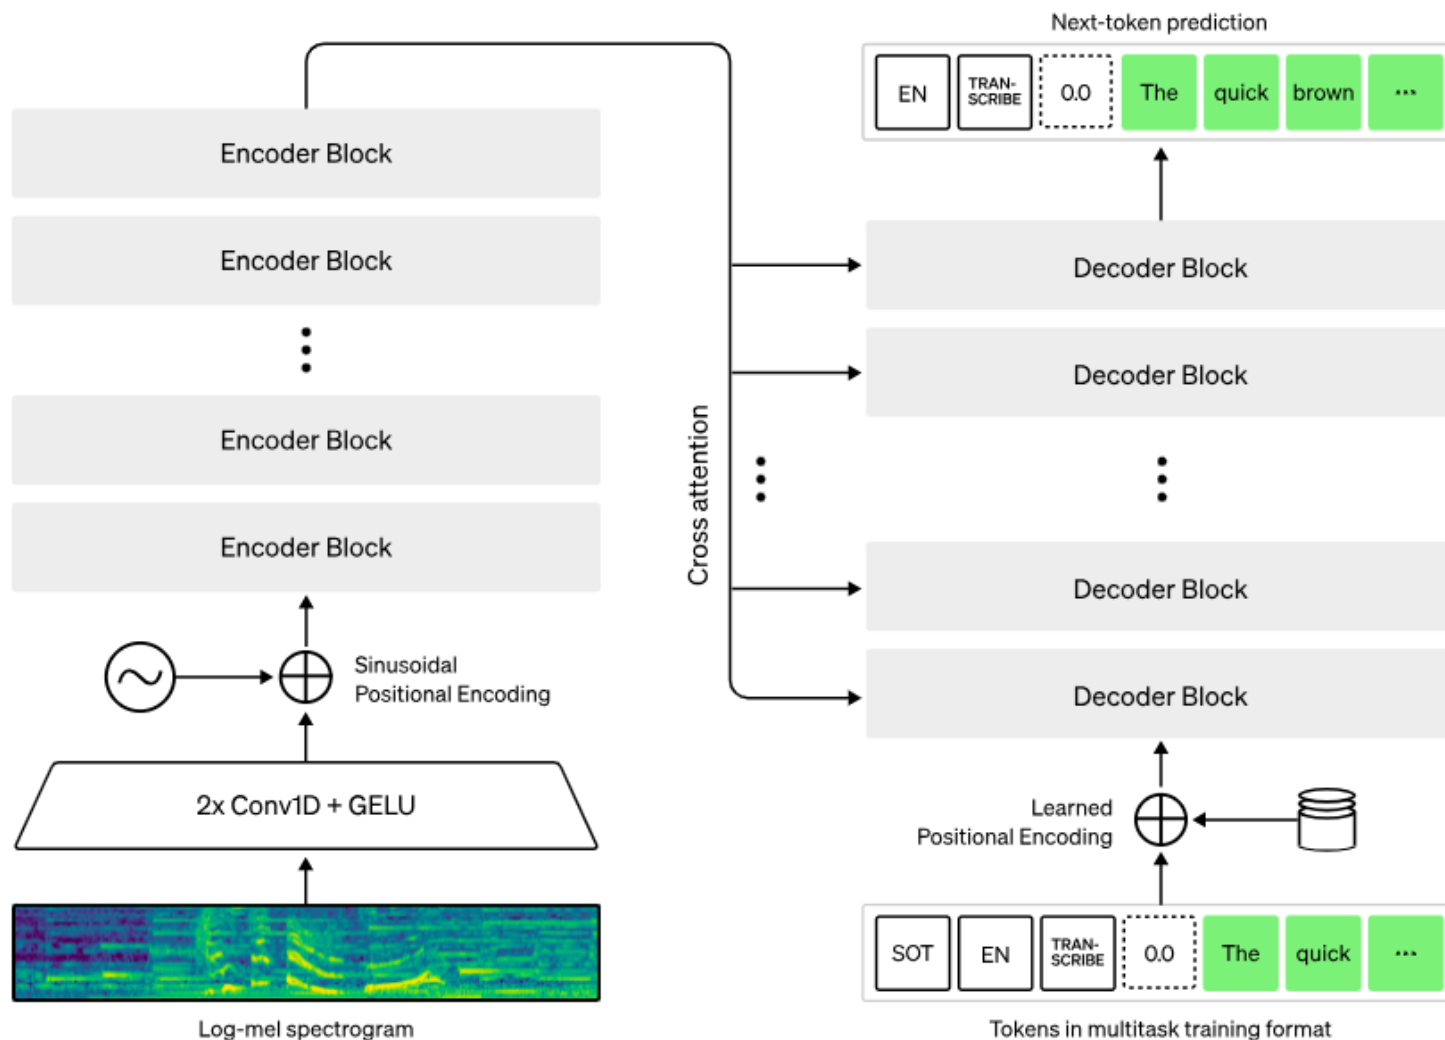 Next-token prediction
EN
TRAN-
SCRIBE
0.0
The
quick
brown
...
Encoder Block
Encoder Block
Encoder Block
Encoder Block
Sinusoidal
Positional Encoding
2x Conv1D + GELU
Log-mel spectrogram
Cross attention
Decoder Block
Decoder Block
Decoder Block
Decoder Block
Learned
Positional Encoding
SOT
EN
TRAN-
SCRIBE
0.0
The
quick
...
Tokens in multitask training format